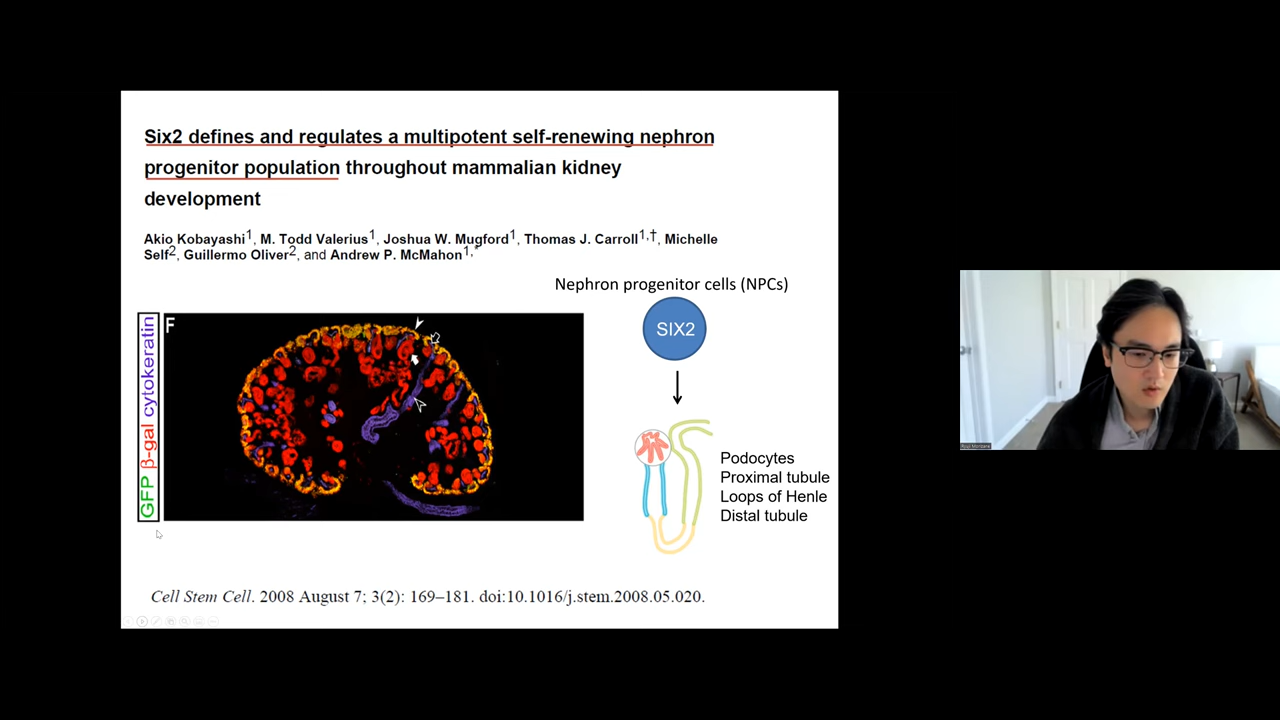 Six2 defines and regulates a multipotent self-renewing nephron
progenitor population throughout mammalian kidney
development
Akio Kobayashi1, M. Todd Valerius1, Joshua W. Mugford1, Thomas J. Carroll1,†, Michelle
Self2, Guillermo Oliver2, and Andrew P. McMahon1,*
Nephron progenitor cells (NPCs)
SIX2
GFP β-gal cytokeratin
F
Podocytes
Proximal tubule
Loops of Henle
Distal tubule
Cell Stem Cell. 2008 August 7; 3(2): 169–181. doi:10.1016/j.stem.2008.05.020.